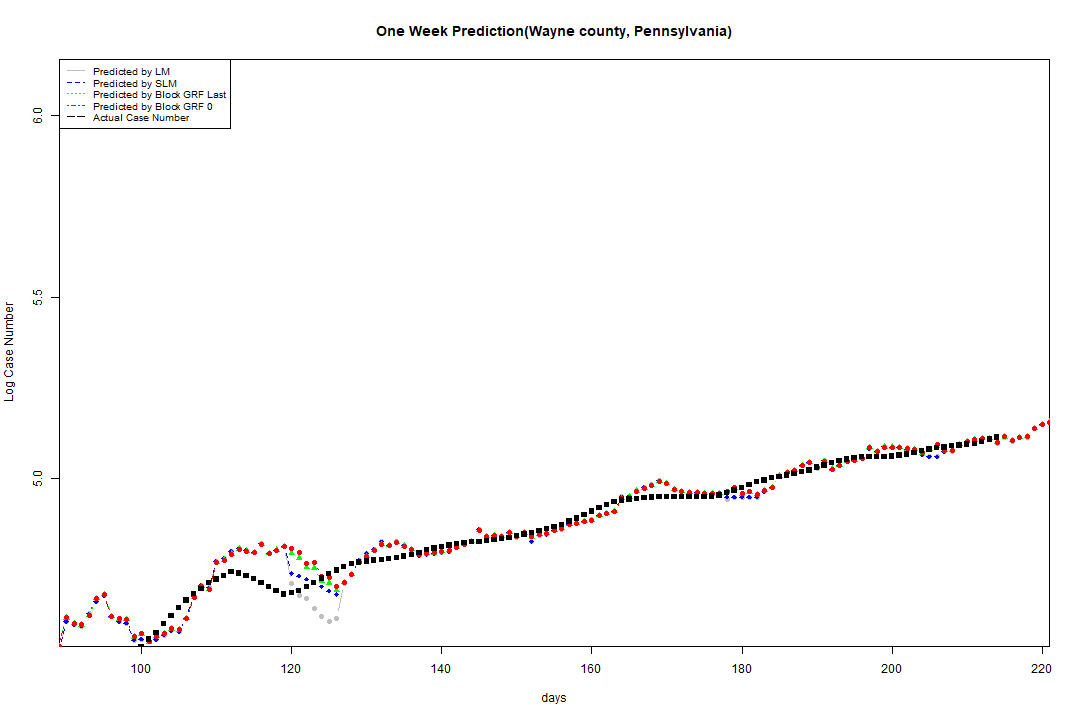 One Week Prediction(Wayne county, Pennsylvania)
Predicted by LM
Predicted by SLM
Predicted by Block GRF Last
Predicted by Block GRF 0
Actual Case Number
6.0
5.5
5.0
Log Case Number
100 120 140 160 180 200 220
days